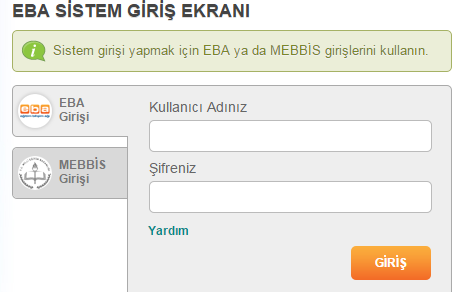 EBA SİSTEM GİRİŞ EKRANI
Sistem girişi yapmak için EBA ya da MEBBİS girişlerini kullanın.
eba
EBA
Girişi
MEBBİS
Girişi
Kullanıcı Adınız
Şifreniz
Yardım
GİRİŞ